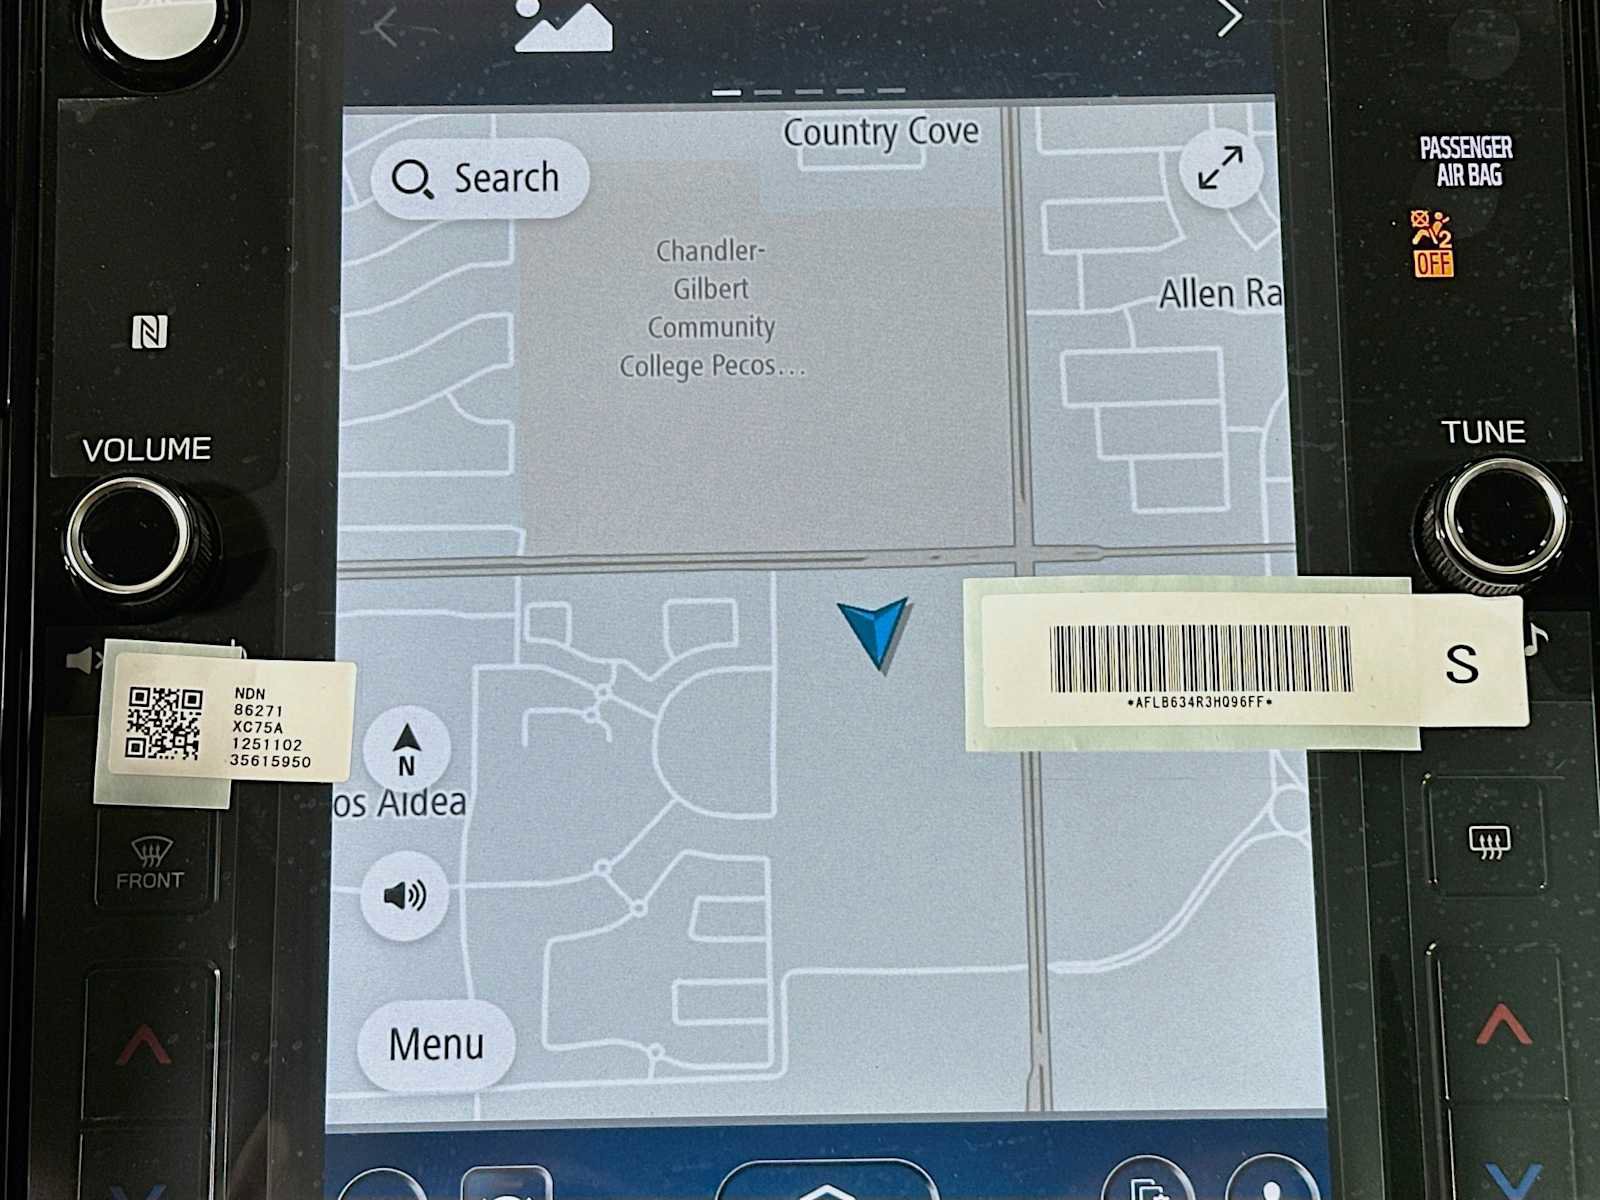 Country Cove
Search
PASSENGER
AIR BAG
2
OFF
Chandler-
Gilbert
Community
College Pecos...
Allen Ra
N
VOLUME
TUNE
NDN
86271
XC75A
1251102
35615950
*AFLB634R3HQ96FF*
S
N
os Aldea
FRONT
Menu